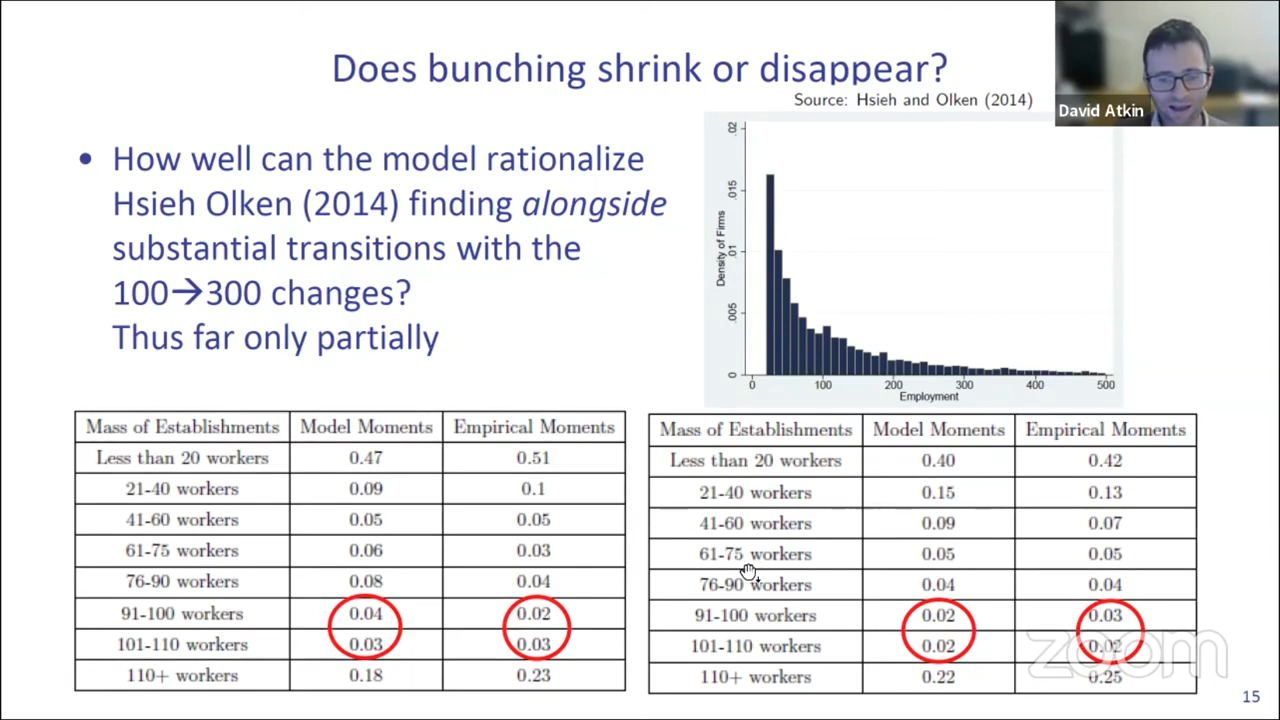 Does bunching shrink or disappear?
Source: Hsieh and Olken (2014)
David Atkin
• How well can the model rationalize
Hsieh Olken (2014) finding alongside
substantial transitions with the
100→300 changes?
Thus far only partially
Density of Firms
.02
.015
.01
.005
0
0 100 200 300 400 500
Employment
Mass of Establishments Model Moments Empirical Moments
Less than 20 workers 0.47 0.51
21-40 workers 0.09 0.1
41-60 workers 0.05 0.05
61-75 workers 0.06 0.03
76-90 workers 0.08 0.04
91-100 workers 0.04 0.02
101-110 workers 0.03 0.03
110+ workers 0.18 0.23
Mass of Establishments Model Moments Empirical Moments
Less than 20 workers 0.40 0.42
21-40 workers 0.15 0.13
41-60 workers 0.09 0.07
61-75 workers 0.05 0.05
76-90 workers 0.04 0.04
91-100 workers 0.02 0.03
101-110 workers 0.02 0.02
110+ workers 0.22 0.25
zoom
15